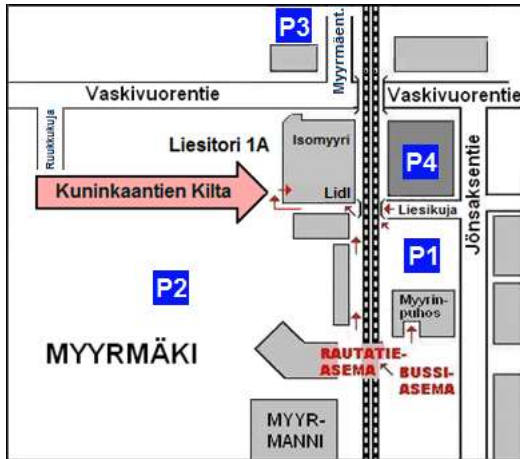 P3
Myyrmäent.
Vaskivuorentie
Vaskivuorentie
Ruukkukuja
Liesitori 1A
Isomyyri
P4
Jönsaksentie
Kuninkaantien Kilta
Lidl
Liesikuja
P1
P2
Myyrin-
puhos
MYYRMÄKI
RAUTATIE-
ASEMA
BUSSI-
ASEMA
MYYR-
MANNI